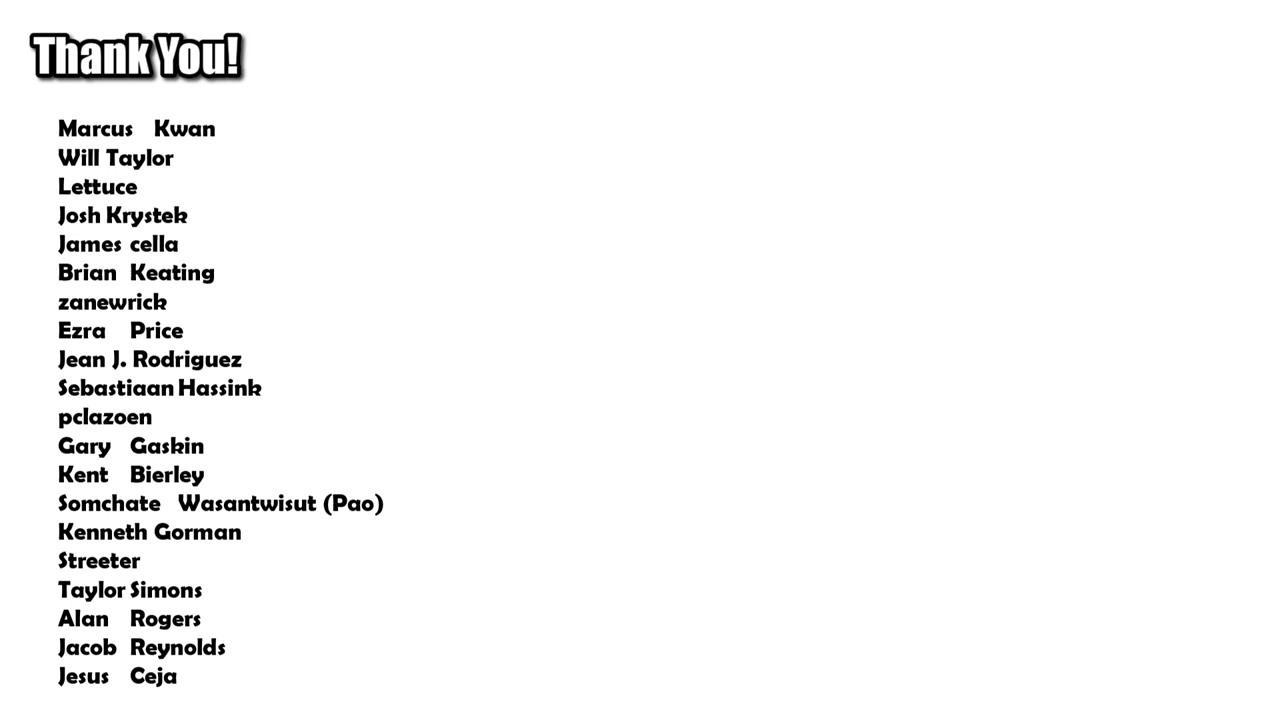 Thank You!
Marcus Kwan
Will Taylor
Lettuce
Josh Krystek
James cella
Brian Keating
zanewrick
Ezra Price
Jean J. Rodriguez
Sebastiaan Hassink
pclazoen
Gary Gaskin
Kent Bierley
Somchate Wasantwisut (Pao)
Kenneth Gorman
Streeter
Taylor Simons
Alan Rogers
Jacob Reynolds
Jesus Ceja